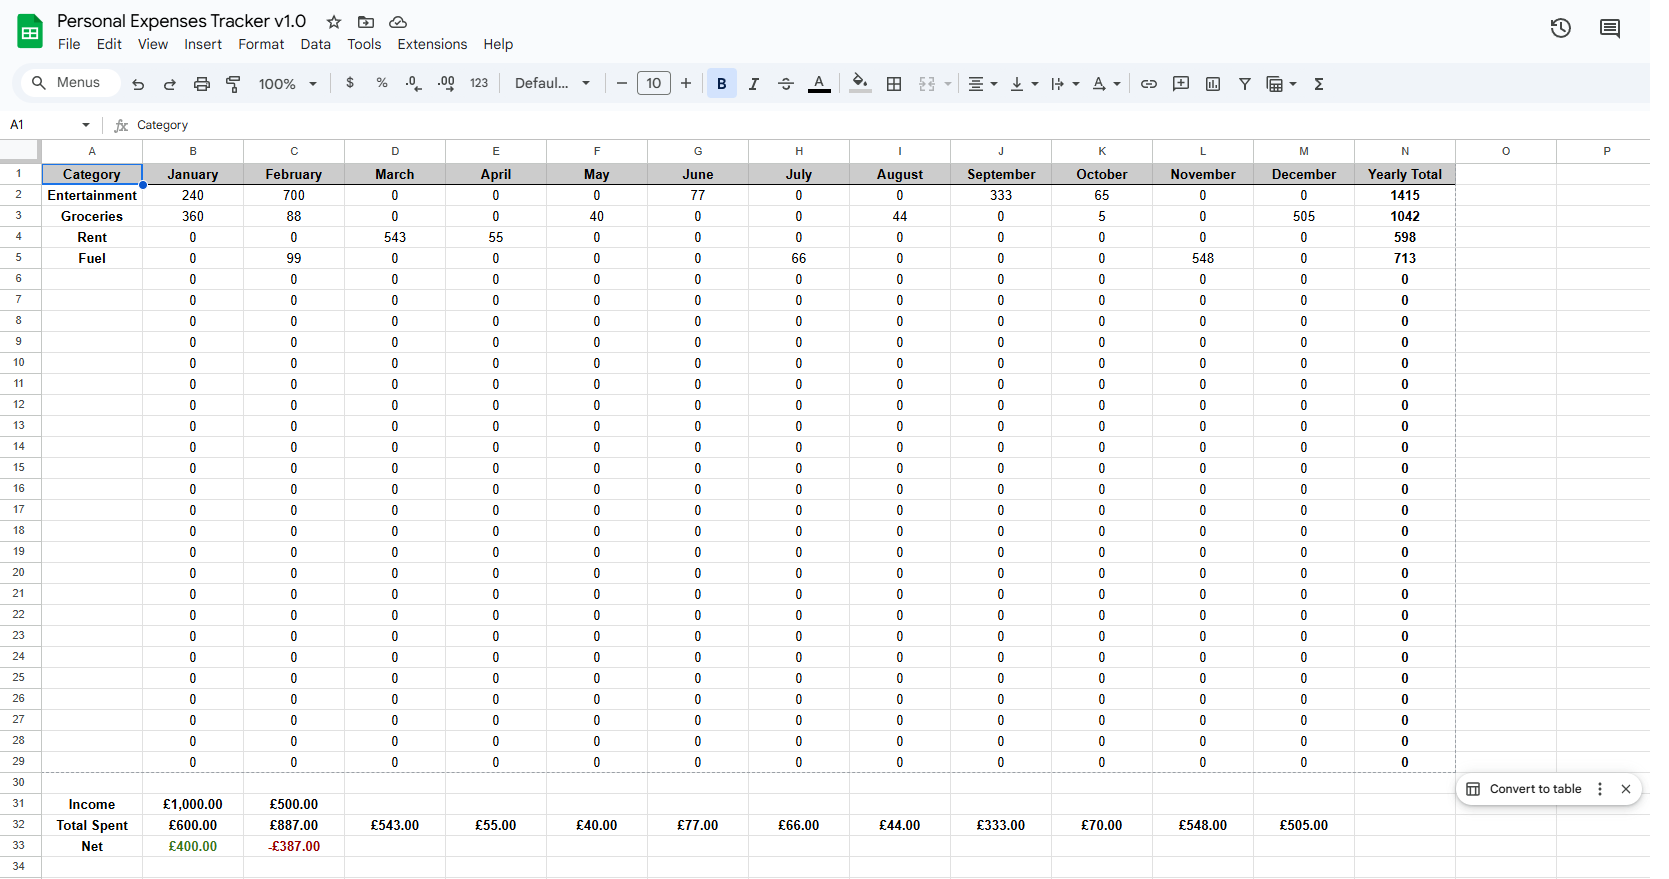 Personal Expenses Tracker v1.0
File Edit View Insert Format Data Tools Extensions Help
Menus 100% $ % .0 .00 123 Defaul... − 10 + B I A Σ
A1 fx Category
A B C D E F G H I J K L M N O P
1 Category January February March April May June July August September October November December Yearly Total
2 Entertainment 240 700 0 0 0 77 0 0 333 65 0 0 1415
3 Groceries 360 88 0 0 40 0 0 44 0 5 0 505 1042
4 Rent 0 0 543 55 0 0 0 0 0 0 0 0 598
5 Fuel 0 99 0 0 0 0 66 0 0 0 548 0 713
6 0 0 0 0 0 0 0 0 0 0 0 0 0
7 0 0 0 0 0 0 0 0 0 0 0 0 0
8 0 0 0 0 0 0 0 0 0 0 0 0 0
9 0 0 0 0 0 0 0 0 0 0 0 0 0
10 0 0 0 0 0 0 0 0 0 0 0 0 0
11 0 0 0 0 0 0 0 0 0 0 0 0 0
12 0 0 0 0 0 0 0 0 0 0 0 0 0
13 0 0 0 0 0 0 0 0 0 0 0 0 0
14 0 0 0 0 0 0 0 0 0 0 0 0 0
15 0 0 0 0 0 0 0 0 0 0 0 0 0
16 0 0 0 0 0 0 0 0 0 0 0 0 0
17 0 0 0 0 0 0 0 0 0 0 0 0 0
18 0 0 0 0 0 0 0 0 0 0 0 0 0
19 0 0 0 0 0 0 0 0 0 0 0 0 0
20 0 0 0 0 0 0 0 0 0 0 0 0 0
21 0 0 0 0 0 0 0 0 0 0 0 0 0
22 0 0 0 0 0 0 0 0 0 0 0 0 0
23 0 0 0 0 0 0 0 0 0 0 0 0 0
24 0 0 0 0 0 0 0 0 0 0 0 0 0
25 0 0 0 0 0 0 0 0 0 0 0 0 0
26 0 0 0 0 0 0 0 0 0 0 0 0 0
27 0 0 0 0 0 0 0 0 0 0 0 0 0
28 0 0 0 0 0 0 0 0 0 0 0 0 0
29 0 0 0 0 0 0 0 0 0 0 0 0 0
30
Convert to table
31 Income £1,000.00 £500.00
32 Total Spent £600.00 £887.00 £543.00 £55.00 £40.00 £77.00 £66.00 £44.00 £333.00 £70.00 £548.00 £505.00
33 Net £400.00 -£387.00
34